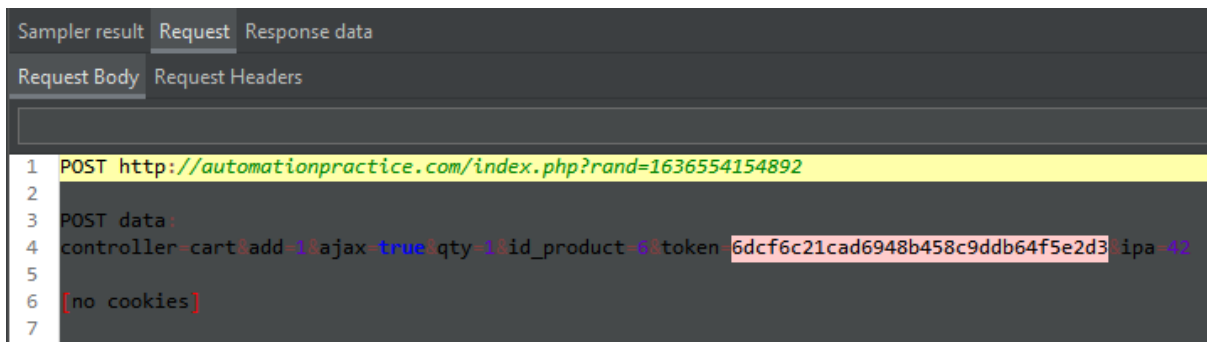 Sampler result Request Response data
Request Body Request Headers
1 POST http://automationpractice.com/index.php?rand=1636554154892
2
3 POST data:
4 controller=cart&add=1&ajax=true&qty=1&id_product=6&token=6dcf6c21cad6948b458c9ddb64f5e2d3&ipa=42
5
6 [no cookies]
7